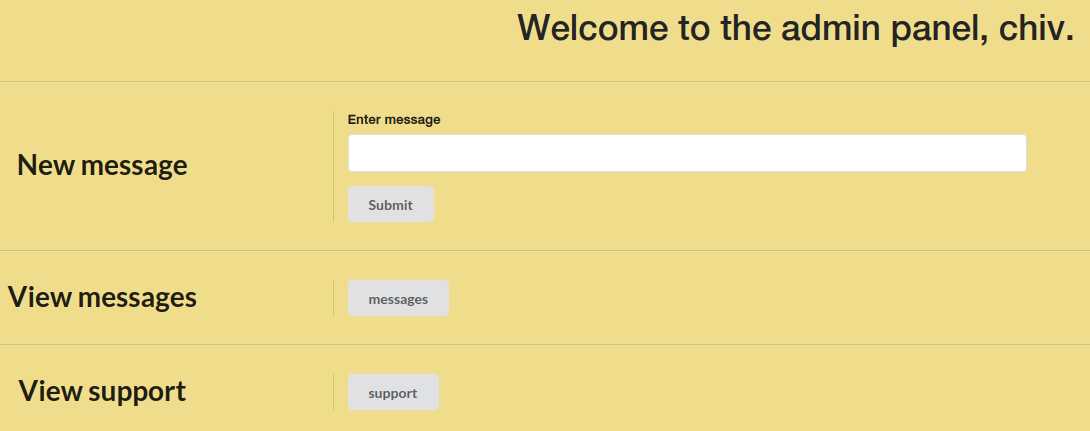 Welcome to the admin panel, chiv.
Enter message
New message
Submit
View messages
messages
View support
support